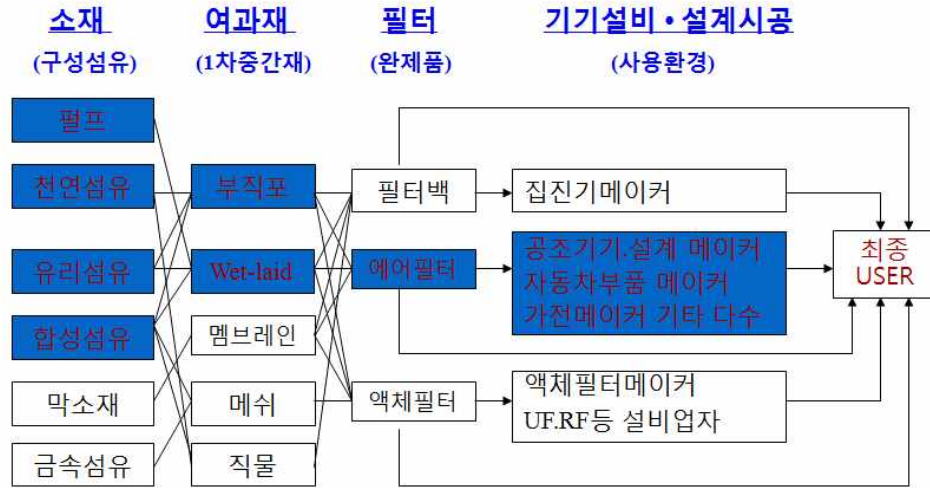 소재 여과재 필터 기기설비 • 설계시공
(구성섬유) (1차중간재) (완제품) (사용환경)
펄프
천연섬유 부직포 필터백 집진기메이커
유리섬유 Wet-laid 에어필터 공조기기.설계 메이커
자동차부품 메이커
가전메이커 기타 다수
최종
USER
합성섬유 멤브레인
막소재 메쉬 액체필터 액체필터메이커
UF.RF등 설비업자
금속섬유 직물